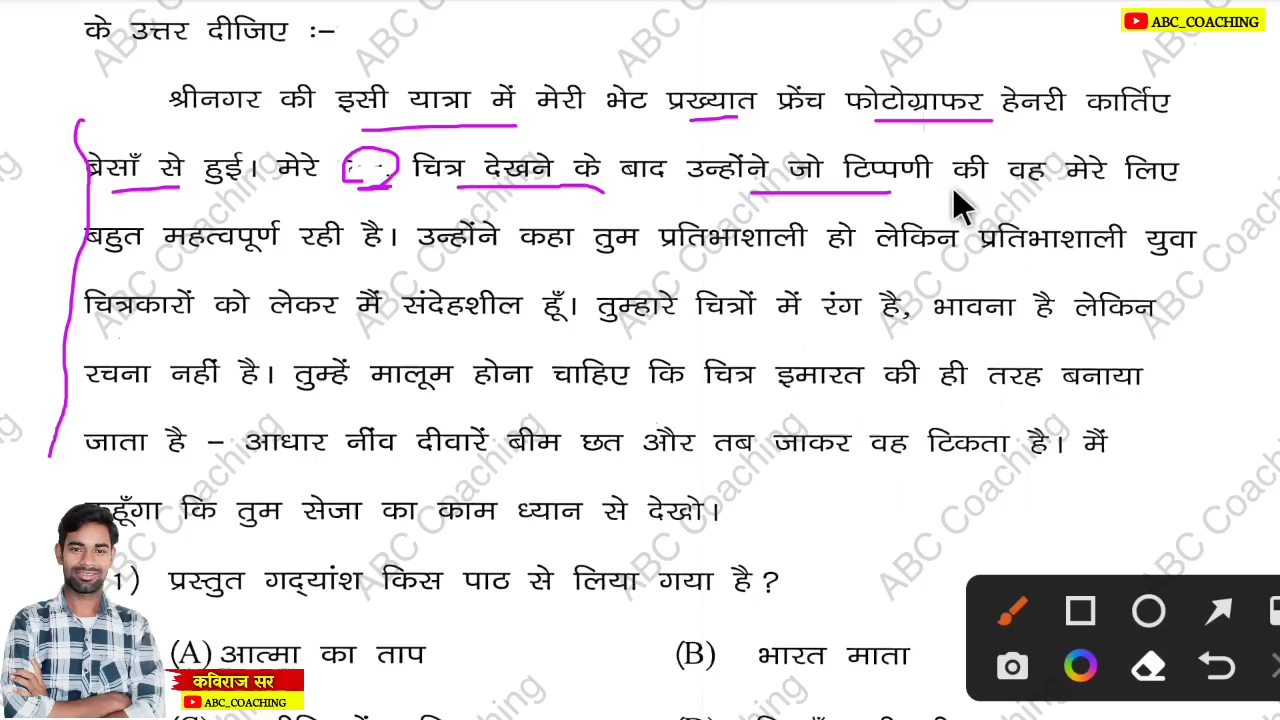 ABC_COACHING
के उत्तर दीजिए :–
श्रीनगर की इसी यात्रा में मेरी भेट प्रख्यात फ्रेंच फोटोग्राफर हेनरी कार्तिए
ब्रेसाँ से हुई। मेरे चित्र देखने के बाद उन्होंने जो टिप्पणी की वह मेरे लिए
बहुत महत्वपूर्ण रही है। उन्होंने कहा तुम प्रतिभाशाली हो लेकिन प्रतिभाशाली युवा
चित्रकारों को लेकर मैं संदेहशील हूँ। तुम्हारे चित्रों में रंग है, भावना है लेकिन
रचना नहीं है। तुम्हें मालूम होना चाहिए कि चित्र इमारत की ही तरह बनाया
जाता है – आधार नींव दीवारें बीम छत और तब जाकर वह टिकता है। मैं
कहूँगा कि तुम सेजा का काम ध्यान से देखो।
1) प्रस्तुत गद्यांश किस पाठ से लिया गया है ?
(A) आत्मा का ताप (B) भारत माता
कविराज सर
ABC_COACHING